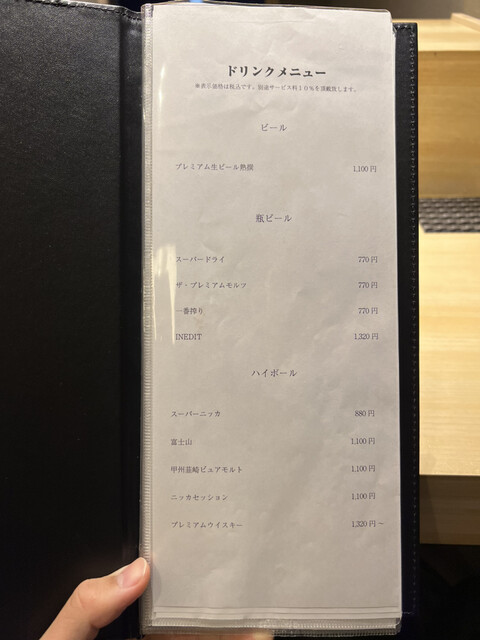 ドリンクメニュー
※表示価格は税込です。別途サービス料10%を頂戴致します。
ビール
プレミアム生ビール熟撰 1,100円
瓶ビール
スーパードライ 770円
ザ・プレミアムモルツ 770円
一番搾り 770円
INEDIT 1,320円
ハイボール
スーパーニッカ 880円
富士山 1,100円
甲州韮崎ピュアモルト 1,100円
ニッカセッション 1,100円
プレミアムウイスキー 1,320円～